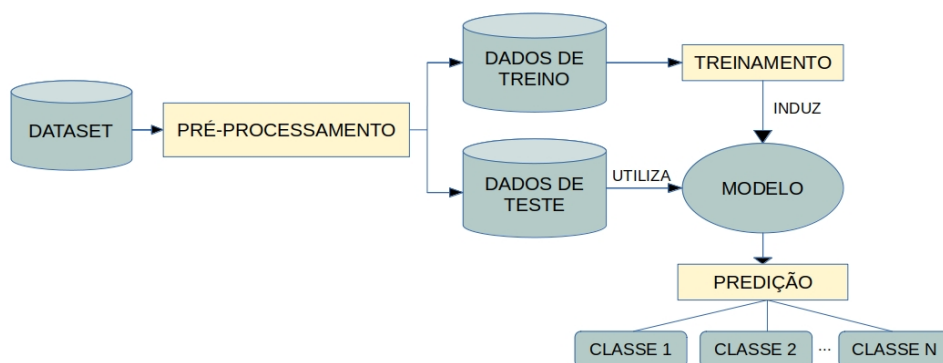 DATASET
PRÉ-PROCESSAMENTO
DADOS DE
TREINO
TREINAMENTO
INDUZ
DADOS DE
TESTE
UTILIZA
MODELO
PREDIÇÃO
CLASSE 1
CLASSE 2
...
CLASSE N